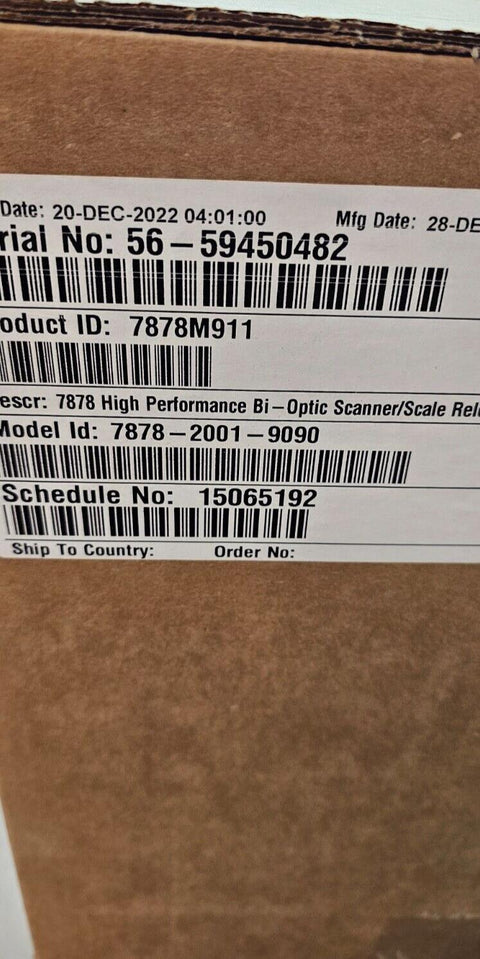 Date: 20-DEC-2022 04:01:00 Mfg Date: 28-DE
rial No: 56-59450482
oduct ID: 7878M911
escr: 7878 High Performance Bi-Optic Scanner/Scale Rel
Model Id: 7878-2001-9090
Schedule No: 15065192
Ship To Country: Order No: